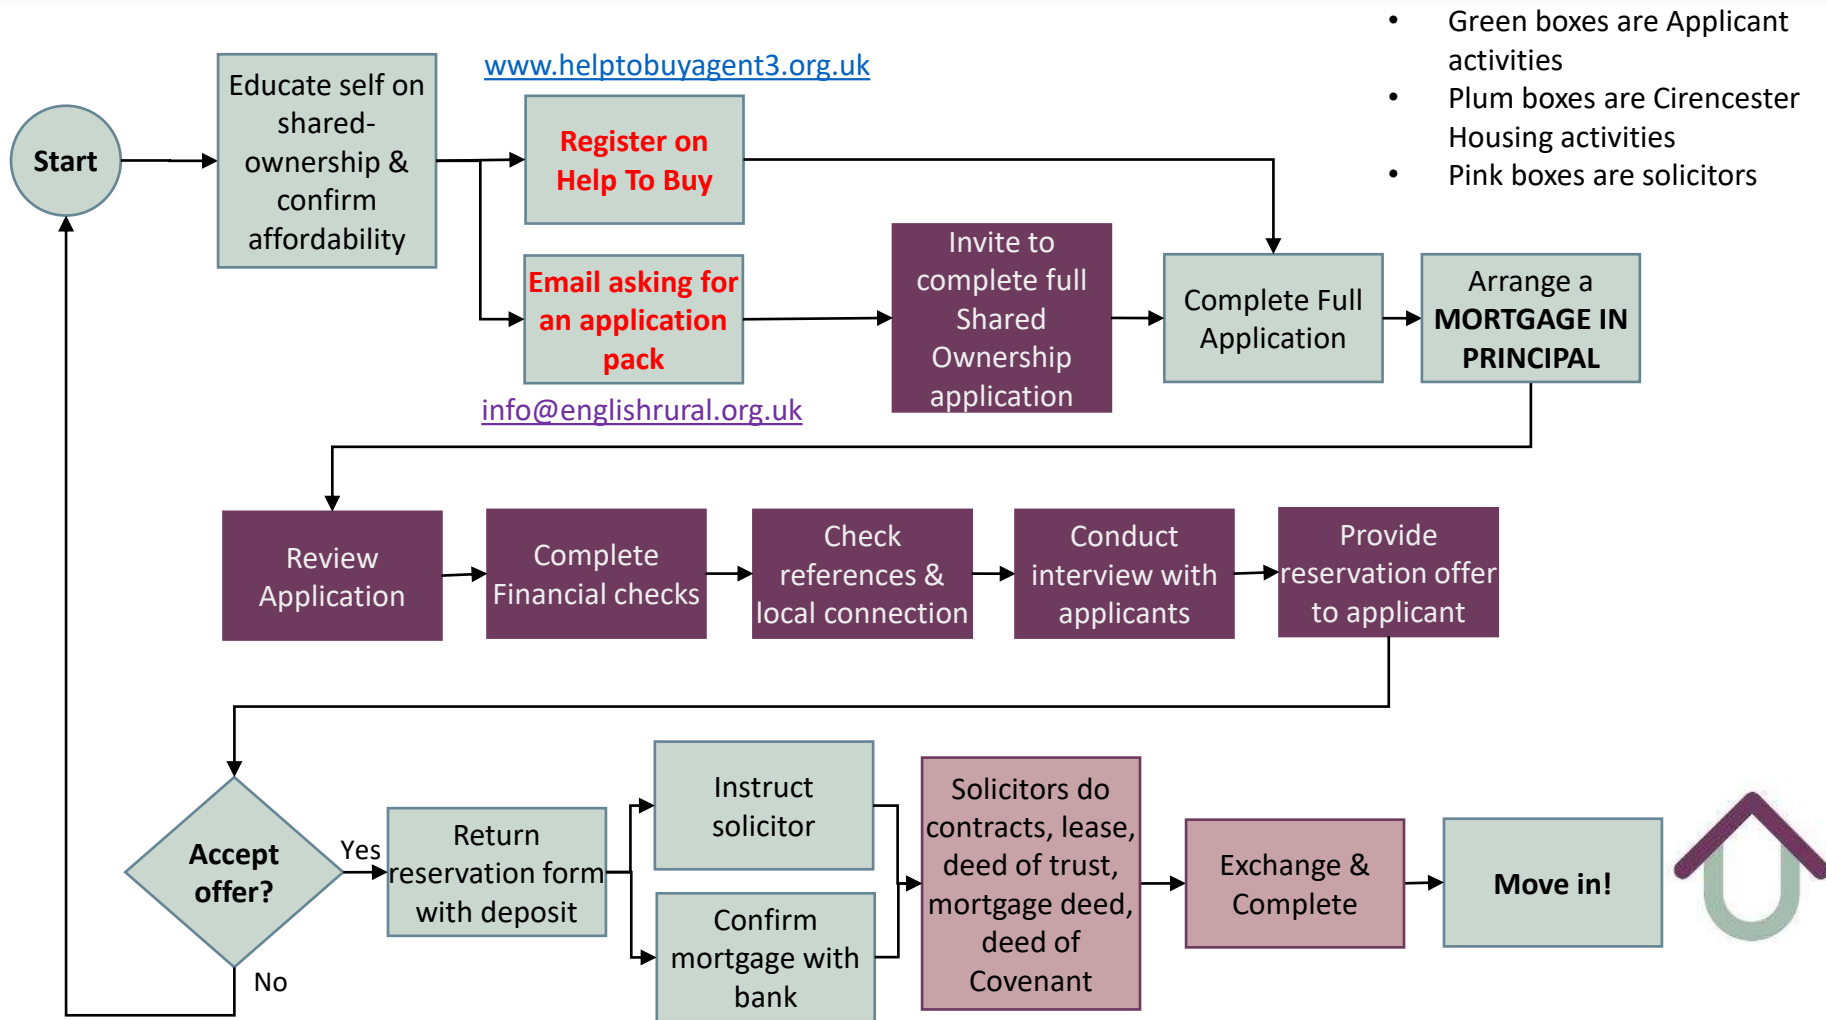 • Green boxes are Applicant
activities
• Plum boxes are Cirencester
Housing activities
• Pink boxes are solicitors
Start
Educate self on
shared-
ownership &
confirm
affordability
www.helptobuyagent3.org.uk
Register on
Help To Buy
Email asking for
an application
pack
info@englishrural.org.uk
Invite to
complete full
Shared
Ownership
application
Complete Full
Application
Arrange a
MORTGAGE IN
PRINCIPAL
Review
Application
Complete
Financial checks
Check
references &
local connection
Conduct
interview with
applicants
Provide
reservation offer
to applicant
Accept
offer?
Yes
No
Return
reservation form
with deposit
Instruct
solicitor
Confirm
mortgage with
bank
Solicitors do
contracts, lease,
deed of trust,
mortgage deed,
deed of
Covenant
Exchange &
Complete
Move in!